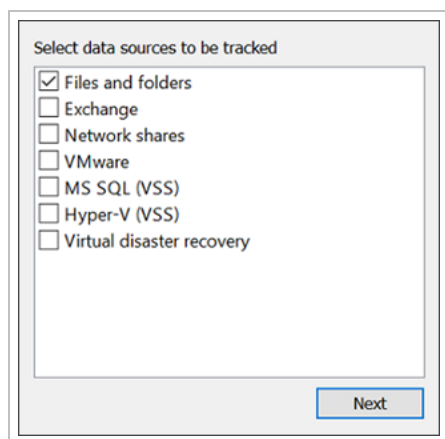 Select data sources to be tracked
Files and folders
Exchange
Network shares
VMware
MS SQL (VSS)
Hyper-V (VSS)
Virtual disaster recovery
Next